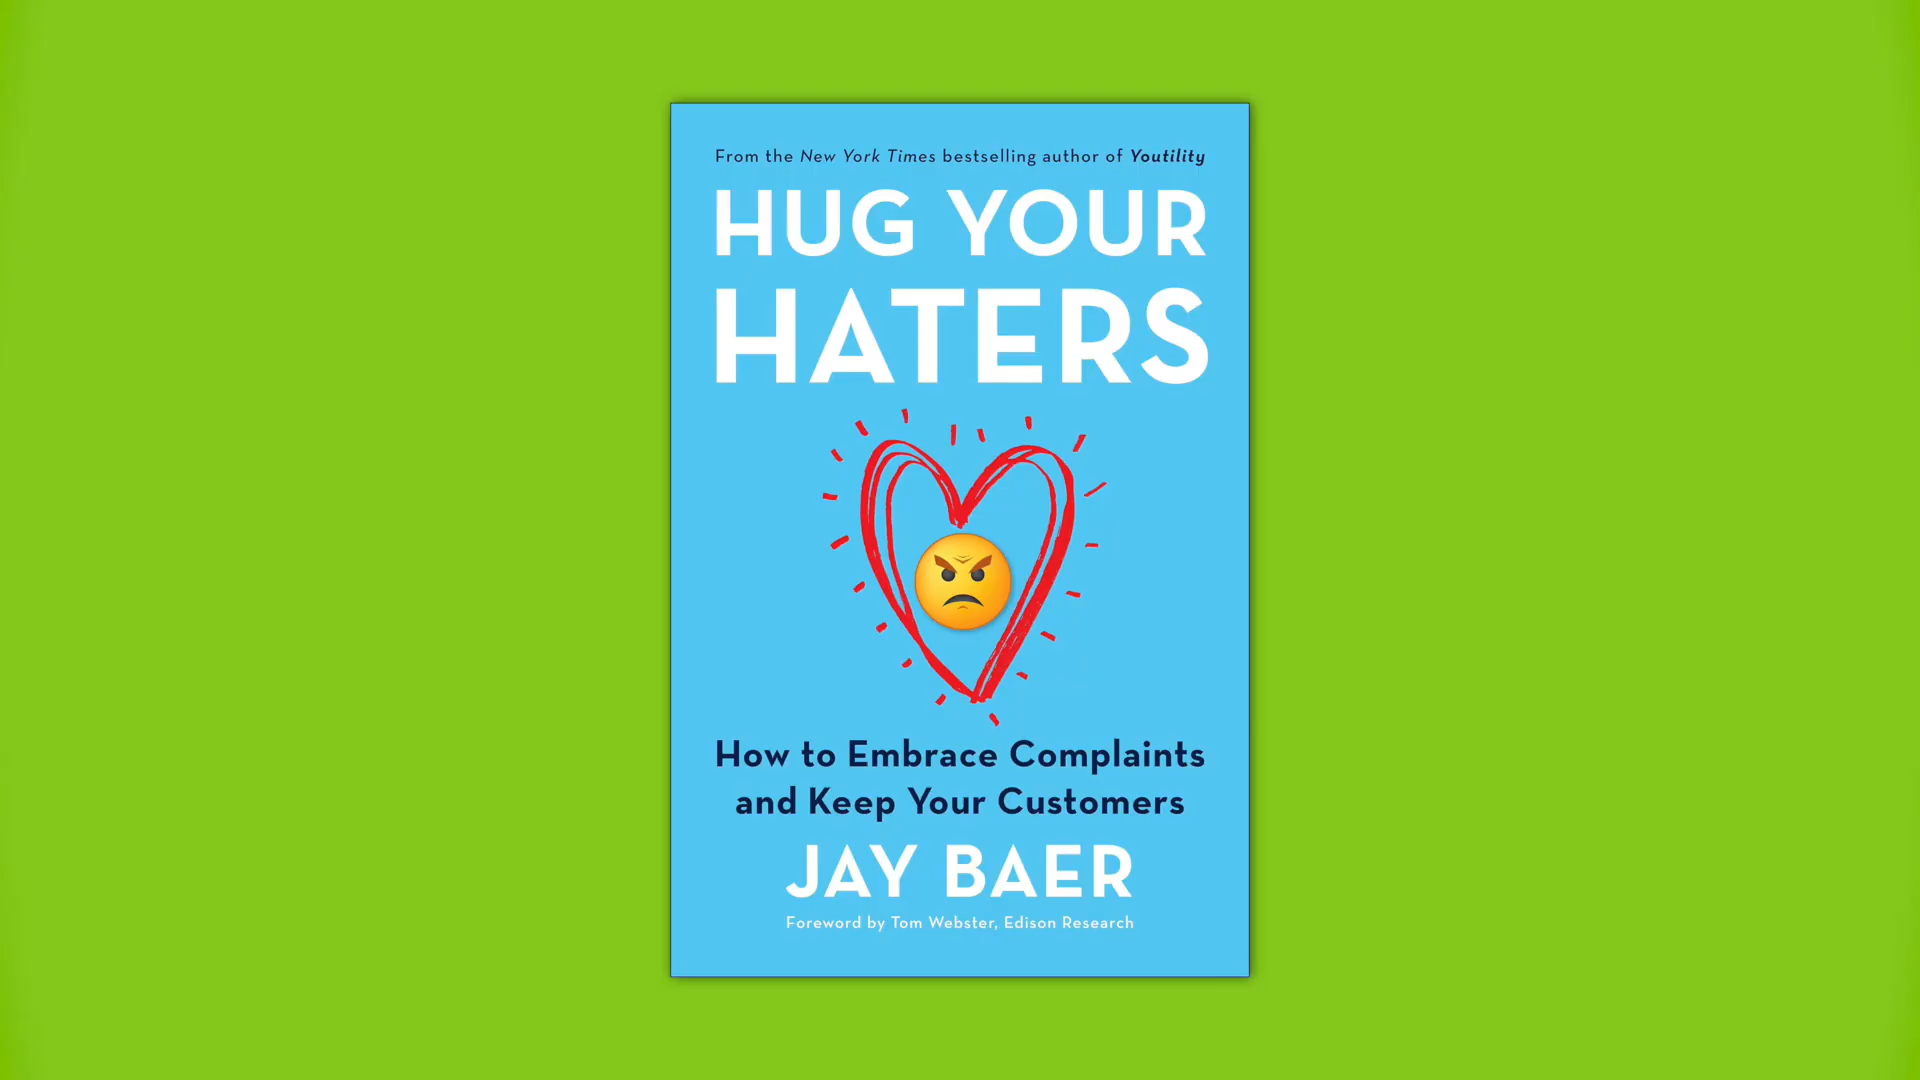 From the New York Times bestselling author of Youtility
HUG YOUR
HATERS
How to Embrace Complaints
and Keep Your Customers
JAY BAER
Foreword by Tom Webster, Edison Research